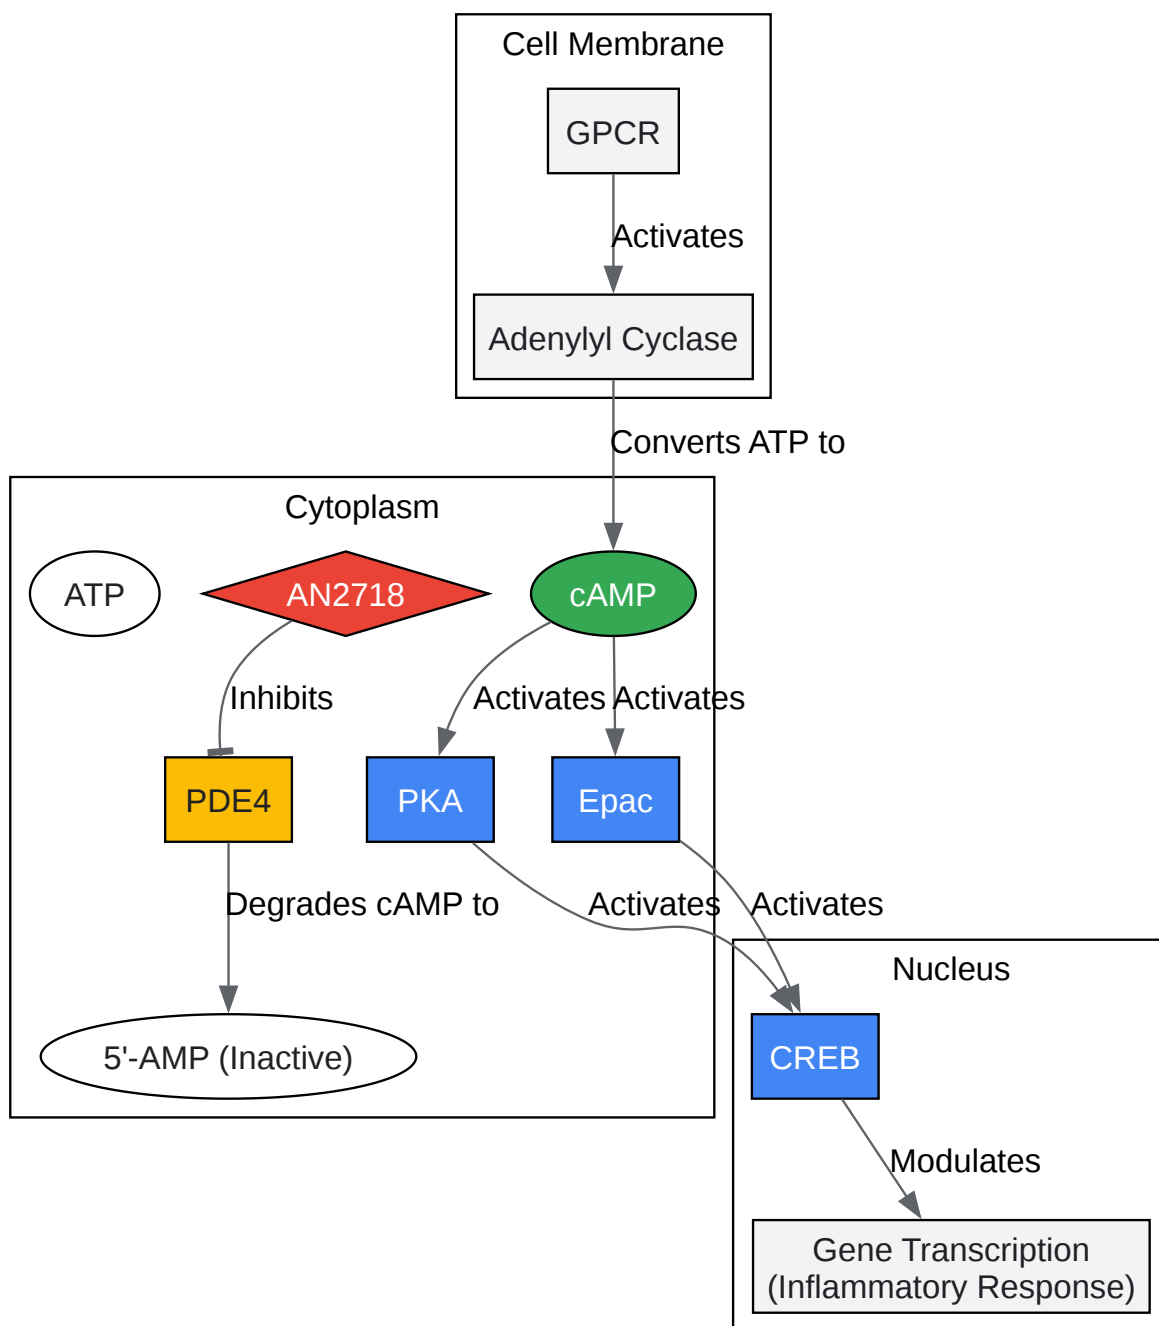 Cell Membrane
GPCR
Activates
Adenylyl Cyclase
Converts ATP to
Cytoplasm
ATP
AN2718
cAMP
Inhibits
Activates
Activates
PDE4
PKA
Epac
Degrades cAMP to
Activates
Activates
Nucleus
5'-AMP (Inactive)
CREB
Modulates
Gene Transcription
(Inflammatory Response)